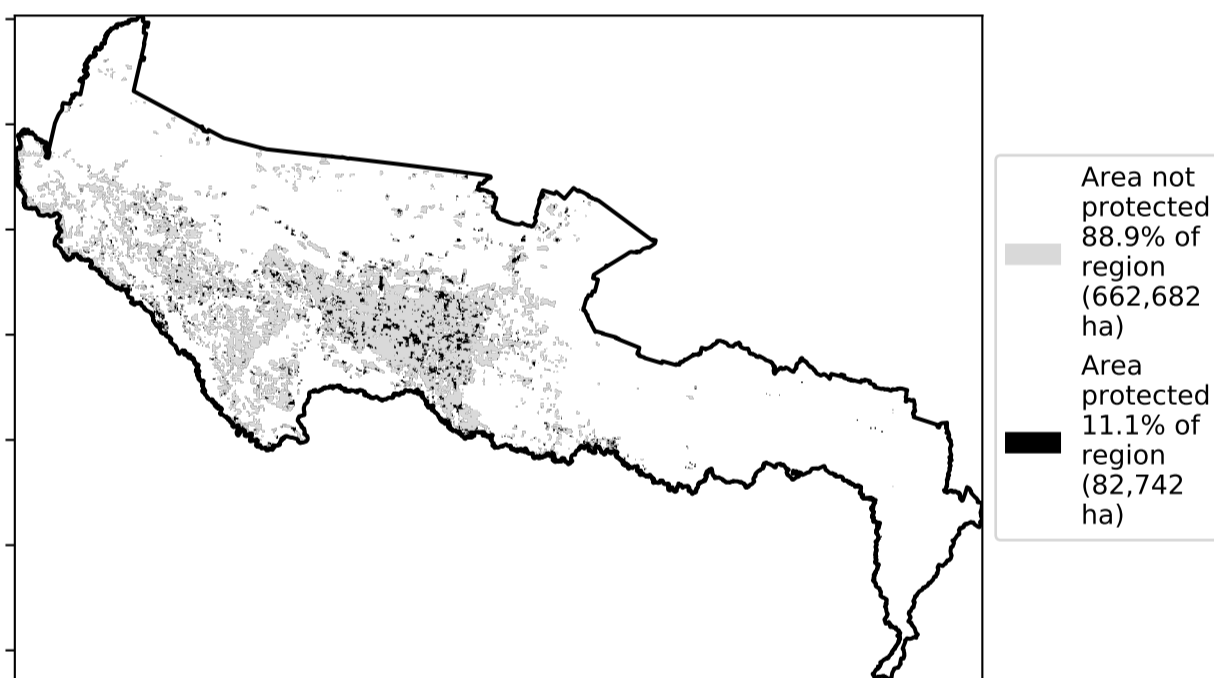 Area not
protected
88.9% of
region
(662,682
ha)
Area
protected
11.1% of
region
(82,742
ha)